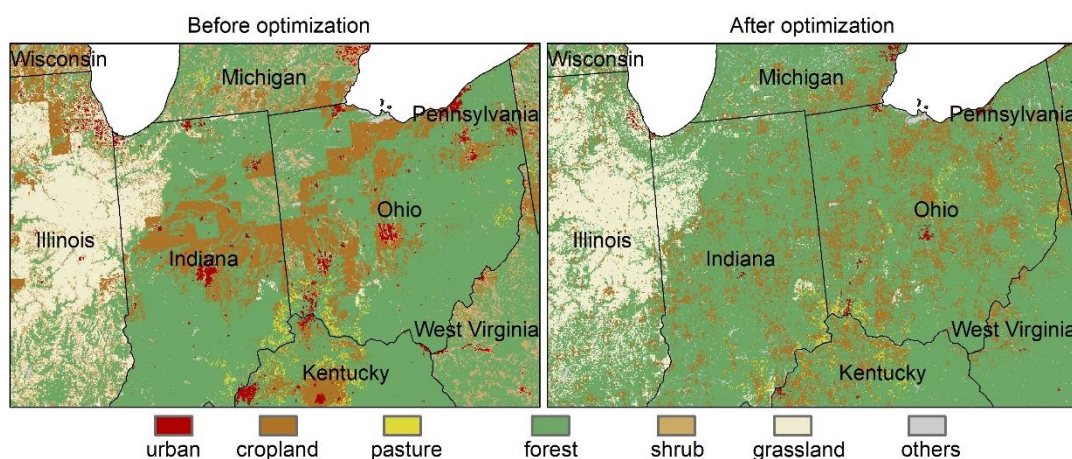 Before optimization
After optimization
Wisconsin
Michigan
Pennsylvania
Illinois
Indiana
Ohio
West Virginia
Kentucky
Wisconsin
Michigan
Pennsylvania
Illinois
Indiana
Ohio
West Virginia
Kentucky
urban cropland pasture forest shrub grassland others